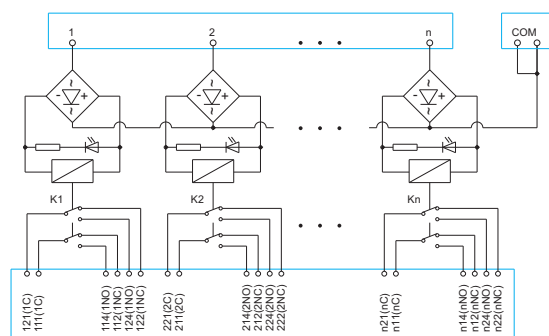 1 2 n COM
~ ~ ~
- + - + - +
~ ~ ~
K1 K2 Kn
121(1C)
111(1C)
114(1NO)
112(1NC)
124(1NO)
122(1NC)
221(2C)
211(2C)
214(2NO)
212(2NC)
224(2NO)
222(2NC)
n21(nC)
n11(nC)
n14(nNO)
n12(nNC)
n24(nNO)
n22(nNC)